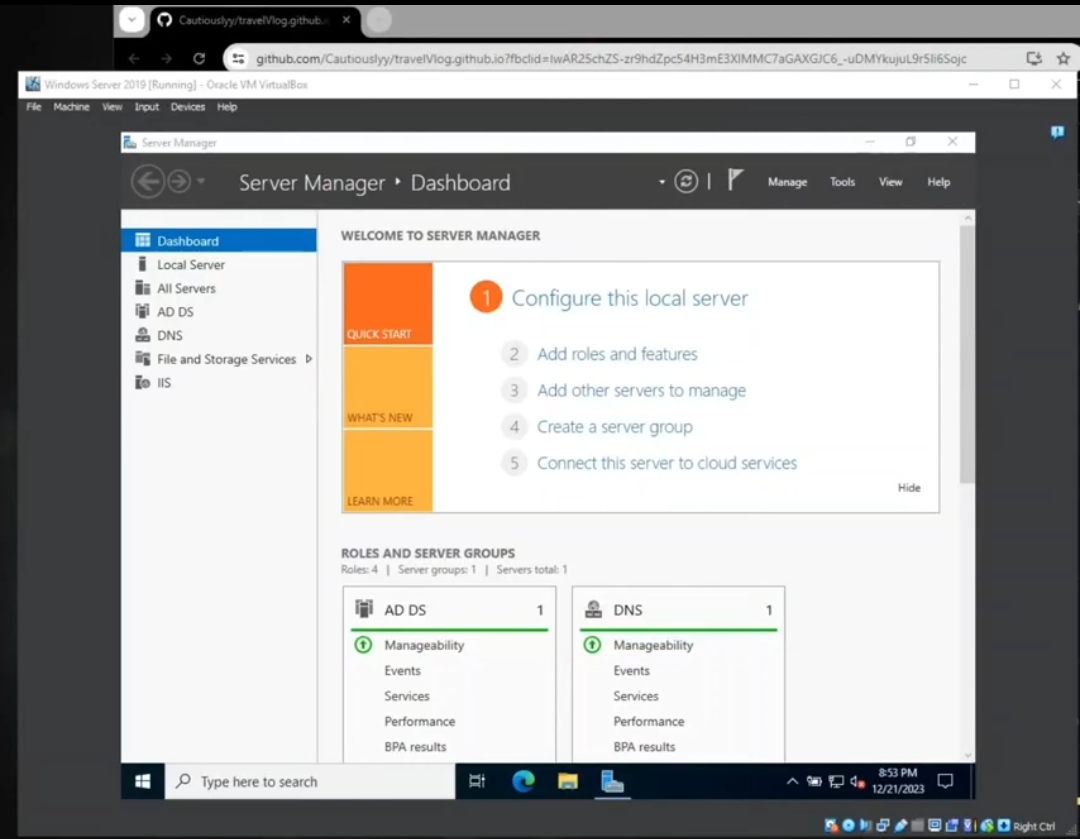 Cautiouslyy/travelVlog.github.
github.com/Cautiouslyy/travelVlog.github.io?fbclid=
Windows Server 2019 [Running] - Oracle VM VirtualBox
File Machine View Input Devices Help
Server Manager
Server Manager ‣ Dashboard
Manage Tools View Help
Dashboard
Local Server
All Servers
AD DS
DNS
File and Storage Services
IIS
WELCOME TO SERVER MANAGER
QUICK START
WHAT'S NEW
LEARN MORE
1 Configure this local server
2 Add roles and features
3 Add other servers to manage
4 Create a server group
5 Connect this server to cloud services
Hide
ROLES AND SERVER GROUPS
Roles: 4 | Server groups: 1 | Servers total: 1
AD DS 1
Manageability
Events
Services
Performance
BPA results
DNS 1
Manageability
Events
Services
Performance
BPA results
Type here to search
8:53 PM
12/21/2023
Right Ctrl